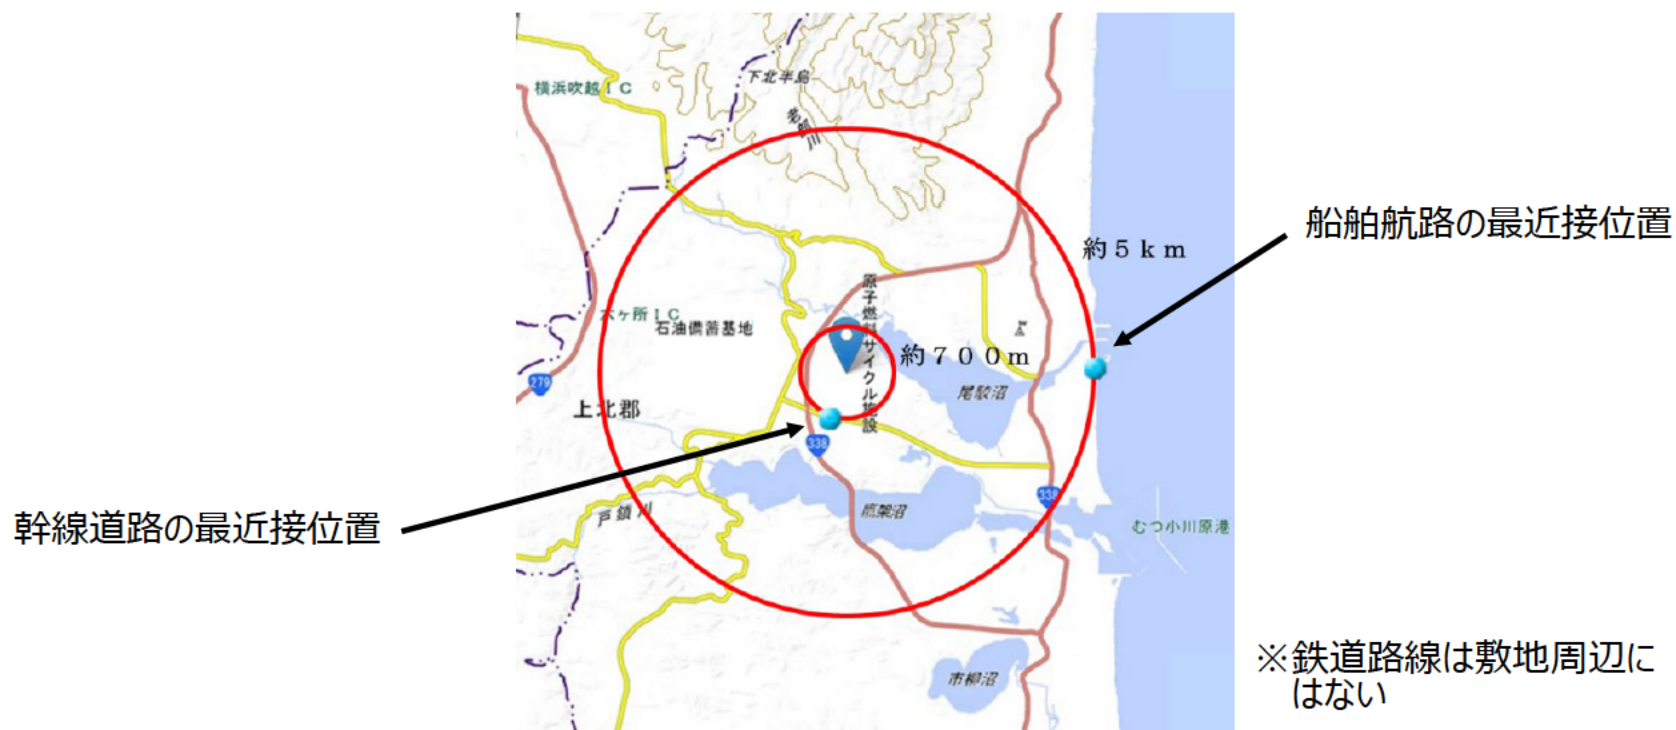 下北半島
横浜吹越ＩＣ
老部川
船舶航路の最近接位置
約５ｋｍ
原子燃料サイクル施設
六ヶ所ＩＣ
石油備蓄基地
約７００ｍ
279
尾駮沼
上北郡
338
338
幹線道路の最近接位置
戸鎖川
鷹架沼
むつ小川原港
市柳沼
※鉄道路線は敷地周辺に
はない